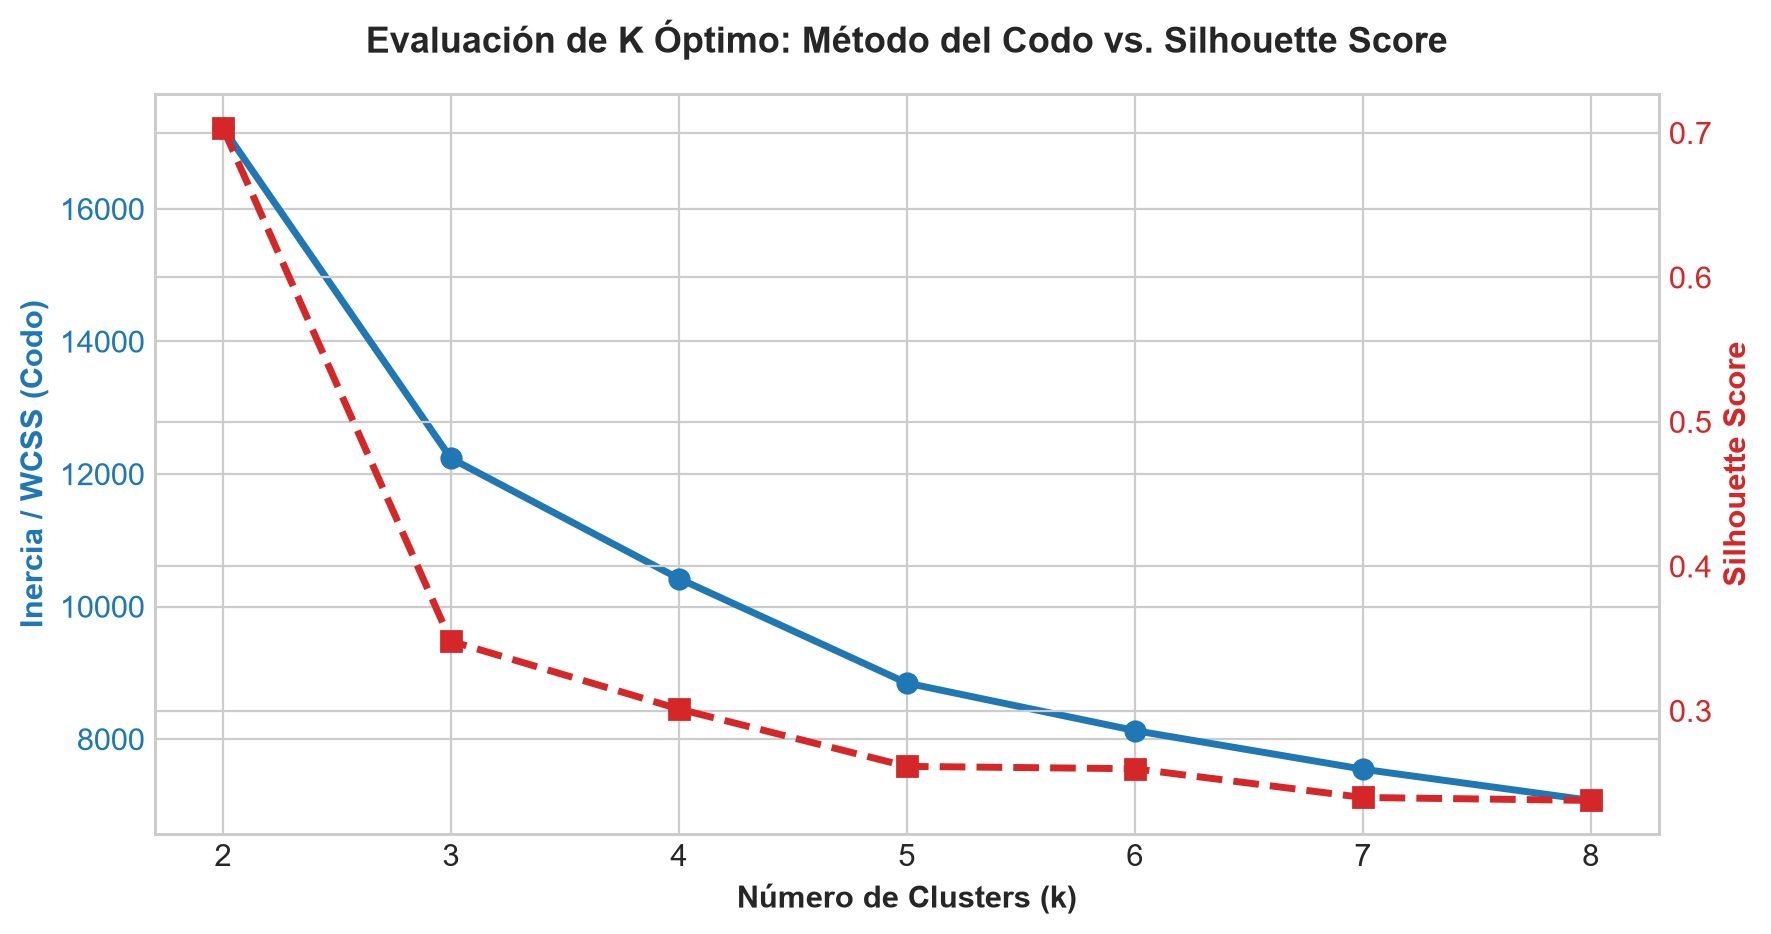 Evaluación de K Óptimo: Método del Codo vs. Silhouette Score
Inercia / WCSS (Codo)
16000
14000
12000
10000
8000
0.7
0.6
0.5
0.4
0.3
Silhouette Score
2 3 4 5 6 7 8
Número de Clusters (k)